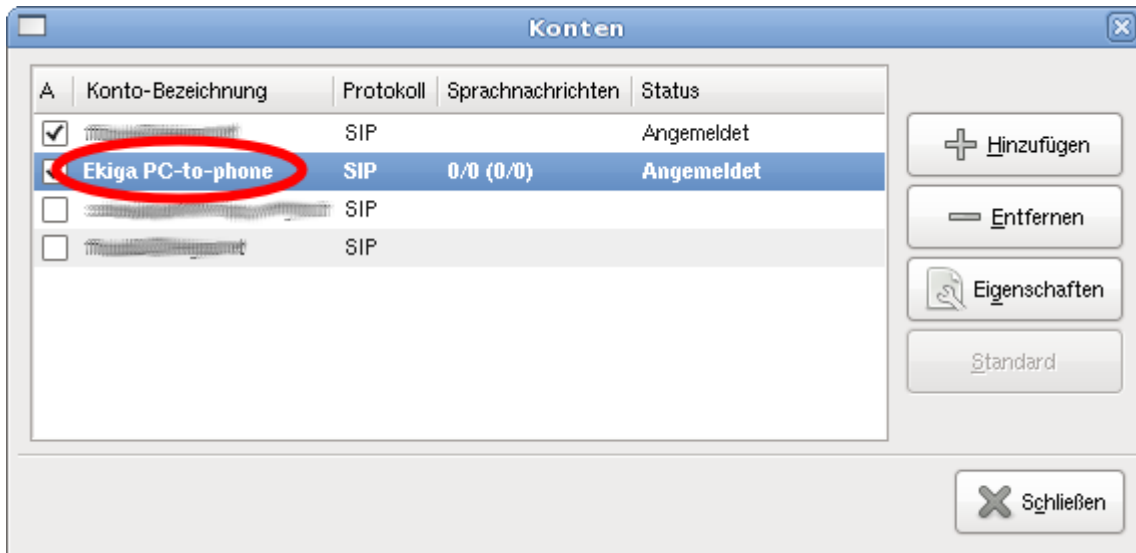 Konten
A Konto-Bezeichnung Protokoll Sprachnachrichten Status
SIP Angemeldet
Ekiga PC-to-phone SIP 0/0 (0/0) Angemeldet
SIP
SIP
Hinzufügen
Entfernen
Eigenschaften
Standard
Schließen